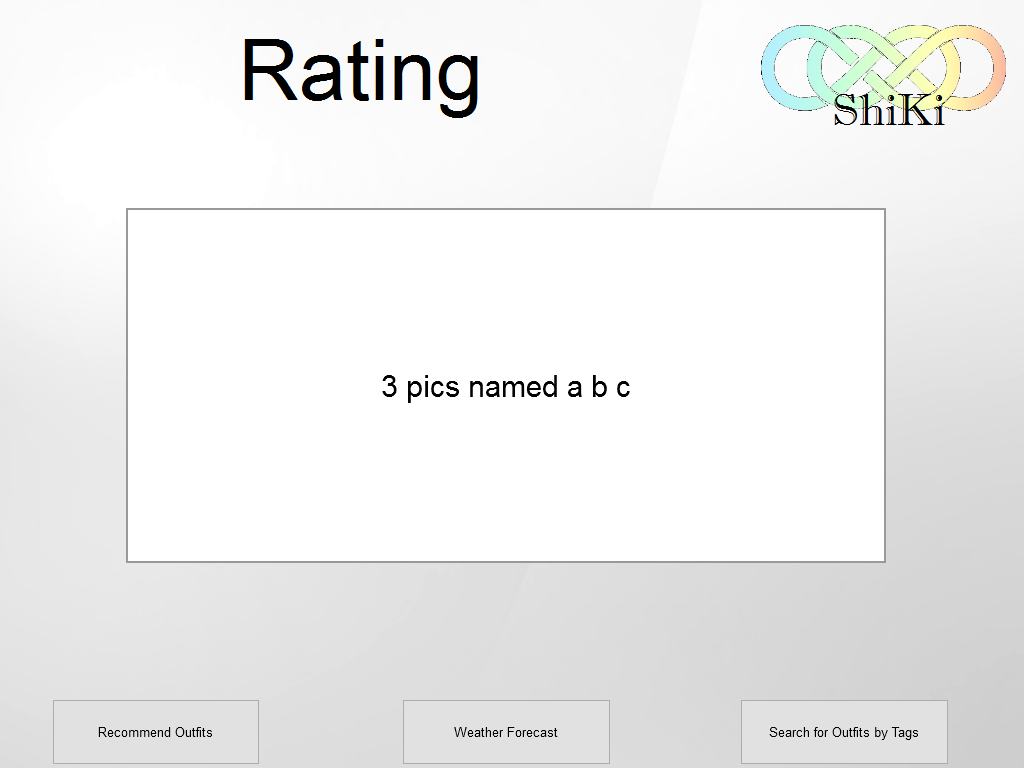 Rating
ShiKi
3 pics named a b c
Recommend Outfits
Weather Forecast
Search for Outfits by Tags